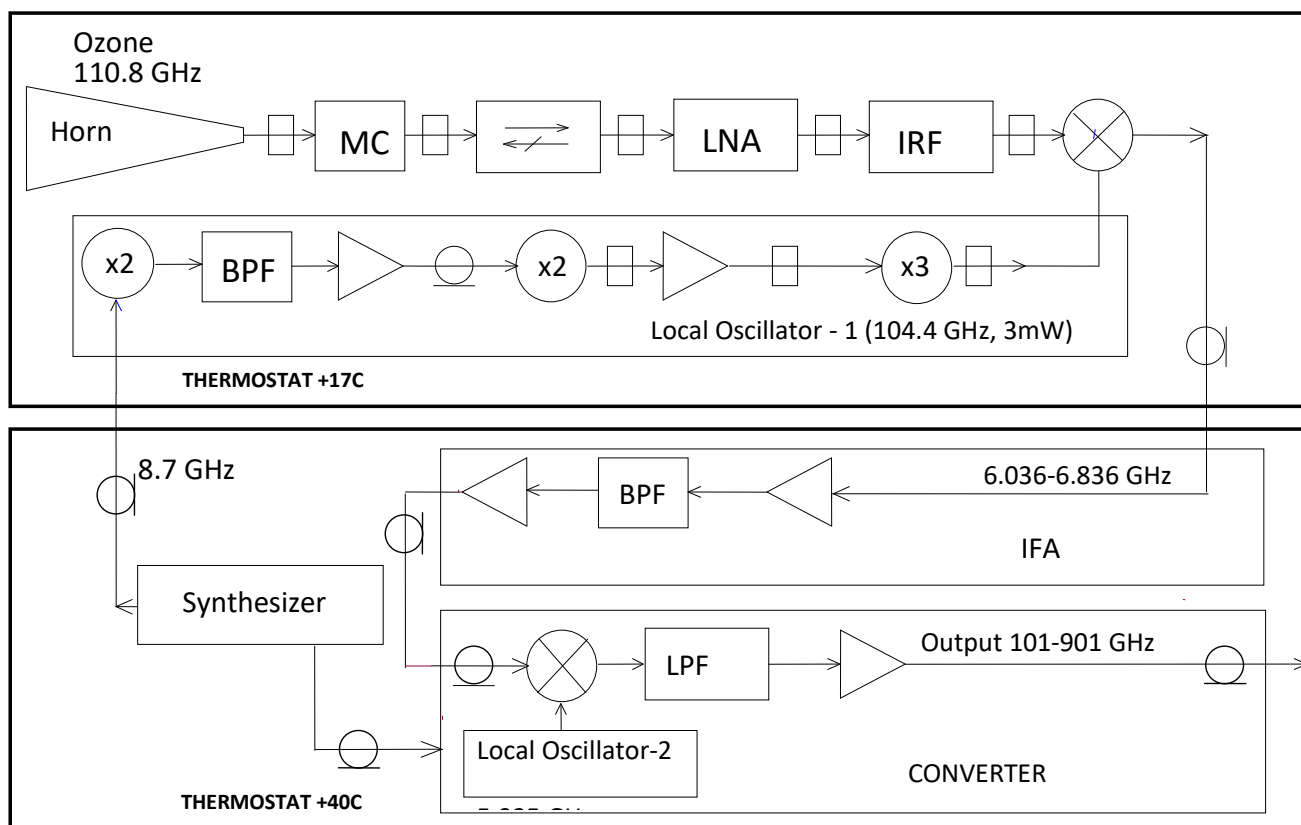 Ozone
110.8 GHz
Horn
MC
LNA
IRF
x2
BPF
x2
x3
Local Oscillator - 1 (104.4 GHz, 3mW)
THERMOSTAT +17C
8.7 GHz
6.036-6.836 GHz
BPF
IFA
Synthesizer
Output 101-901 GHz
LPF
Local Oscillator-2
CONVERTER
THERMOSTAT +40C